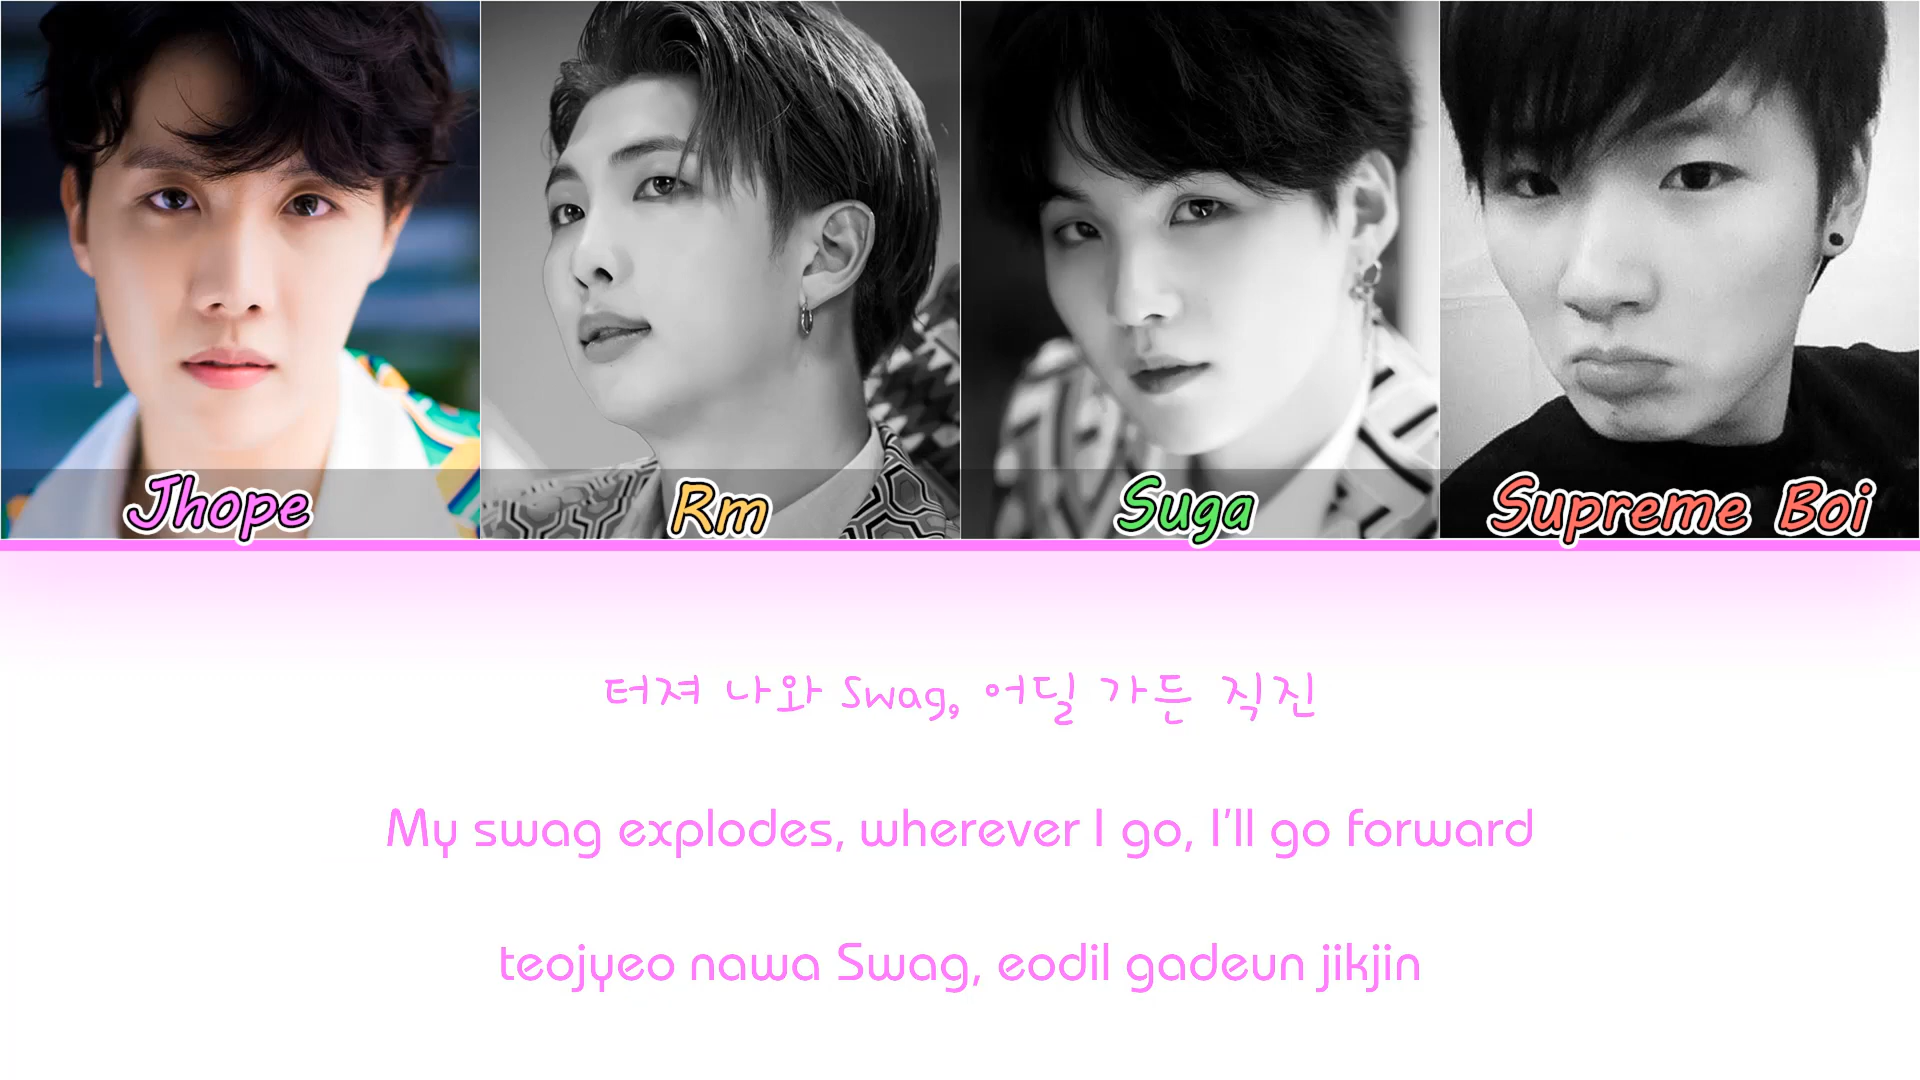 Jhope
Rm
Suga
Supreme Boi
터져 나와 Swag, 어딜 가든 직진
My swag explodes, wherever I go, I'll go forward
teojyeo nawa Swag, eodil gadeun jikjin